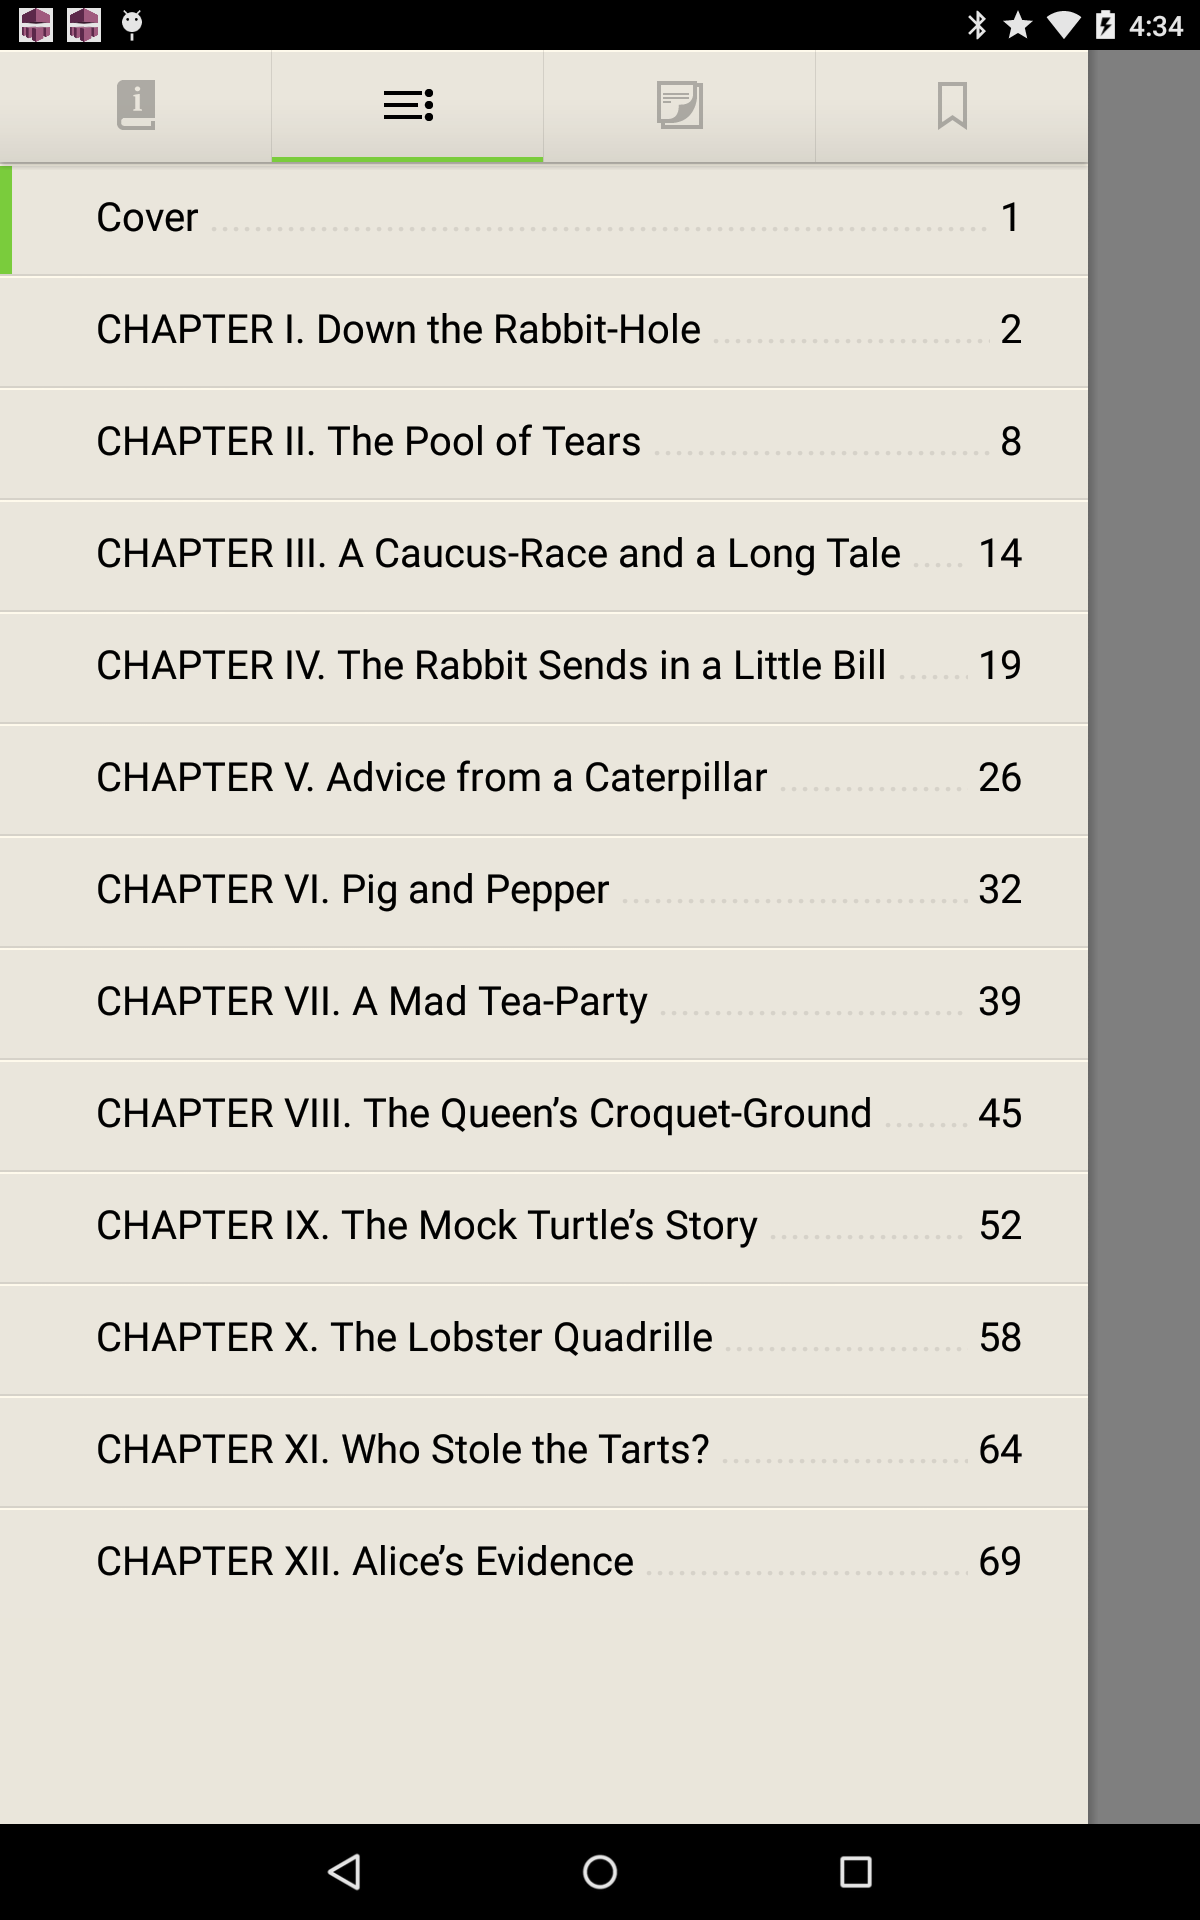 4:34
Cover 1
CHAPTER I. Down the Rabbit-Hole 2
CHAPTER II. The Pool of Tears 8
CHAPTER III. A Caucus-Race and a Long Tale 14
CHAPTER IV. The Rabbit Sends in a Little Bill 19
CHAPTER V. Advice from a Caterpillar 26
CHAPTER VI. Pig and Pepper 32
CHAPTER VII. A Mad Tea-Party 39
CHAPTER VIII. The Queen’s Croquet-Ground 45
CHAPTER IX. The Mock Turtle’s Story 52
CHAPTER X. The Lobster Quadrille 58
CHAPTER XI. Who Stole the Tarts? 64
CHAPTER XII. Alice’s Evidence 69